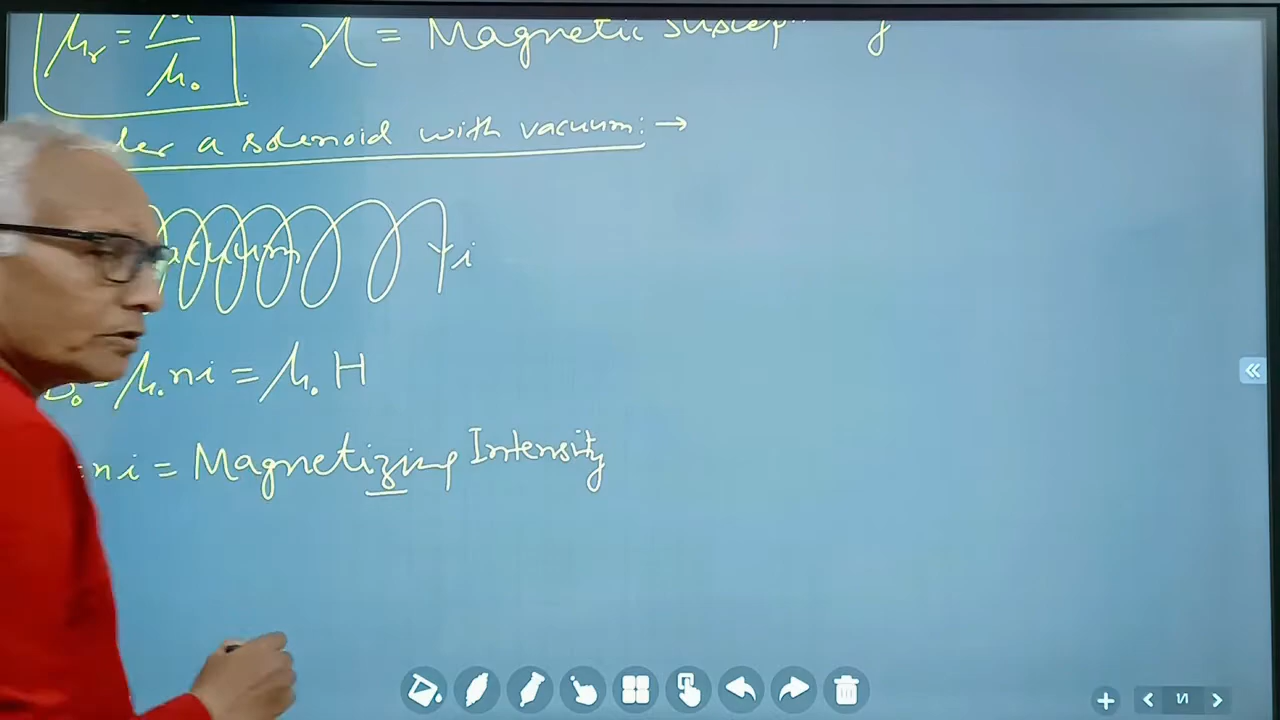 μr = μ/μ₀ χ = Magnetic
a solenoid with vacuum: →
i
= μ₀ni = μ₀H
ni = Magnetizing Intensity